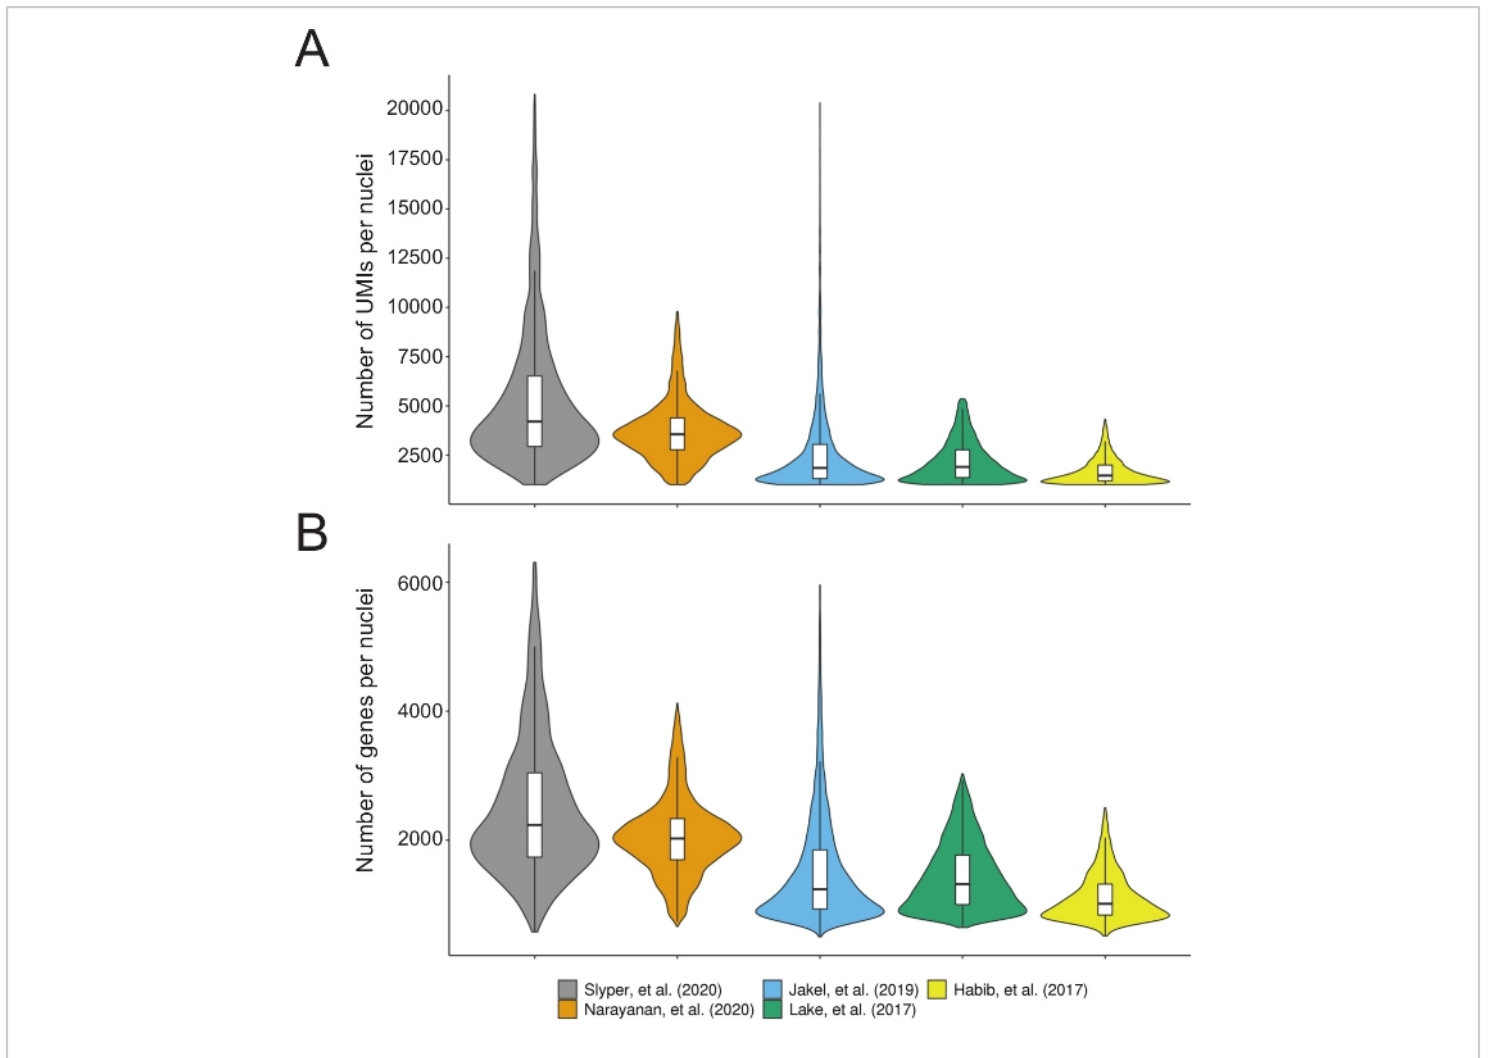 A
Number of UMIs per nuclei
20000
17500
15000
12500
10000
7500
5000
2500
B
Number of genes per nuclei
6000
4000
2000
Slyper, et al. (2020)
Jakel, et al. (2019)
Habib, et al. (2017)
Narayanan, et al. (2020)
Lake, et al. (2017)